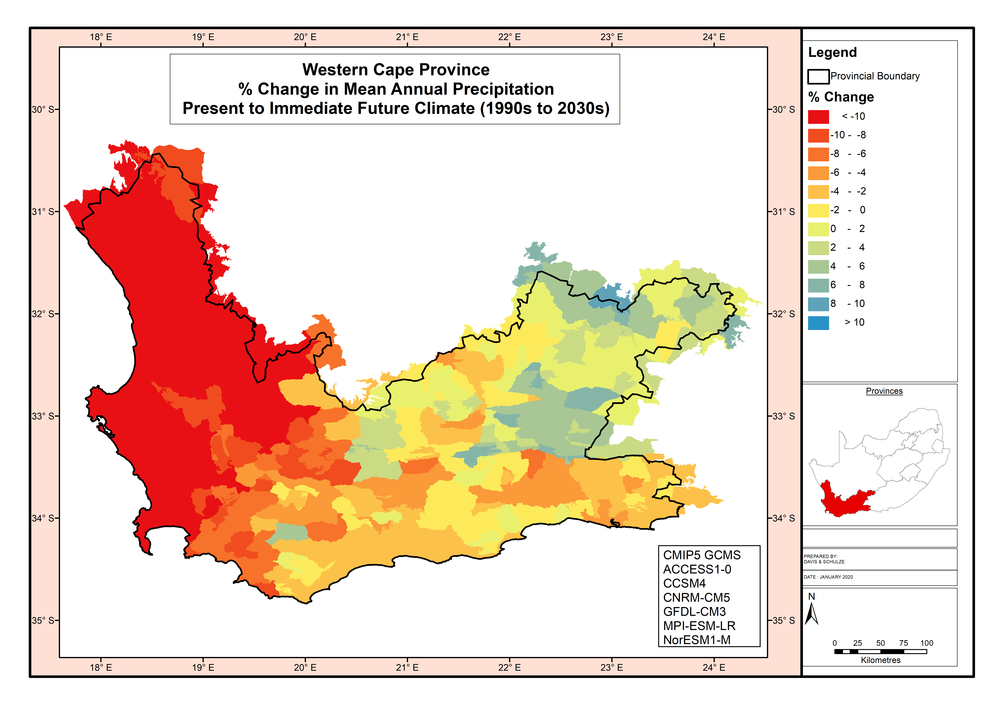 18° E 19° E 20° E 21° E 22° E 23° E 24° E
Western Cape Province
% Change in Mean Annual Precipitation
Present to Immediate Future Climate (1990s to 2030s)
30° S 30° S
31° S 31° S
32° S 32° S
33° S 33° S
34° S 34° S
35° S 35° S
CMIP5 GCMS
ACCESS1-0
CCSM4
CNRM-CM5
GFDL-CM3
MPI-ESM-LR
NorESM1-M
18° E 19° E 20° E 21° E 22° E 23° E 24° E
Legend
Provincial Boundary
% Change
< -10
-10 - -8
-8 - -6
-6 - -4
-4 - -2
-2 - 0
0 - 2
2 - 4
4 - 6
6 - 8
8 - 10
> 10
Provinces
PREPARED BY:
DAVIS & SCHULZE
DATE : JANUARY 2020
N
0 25 50 75 100
Kilometres